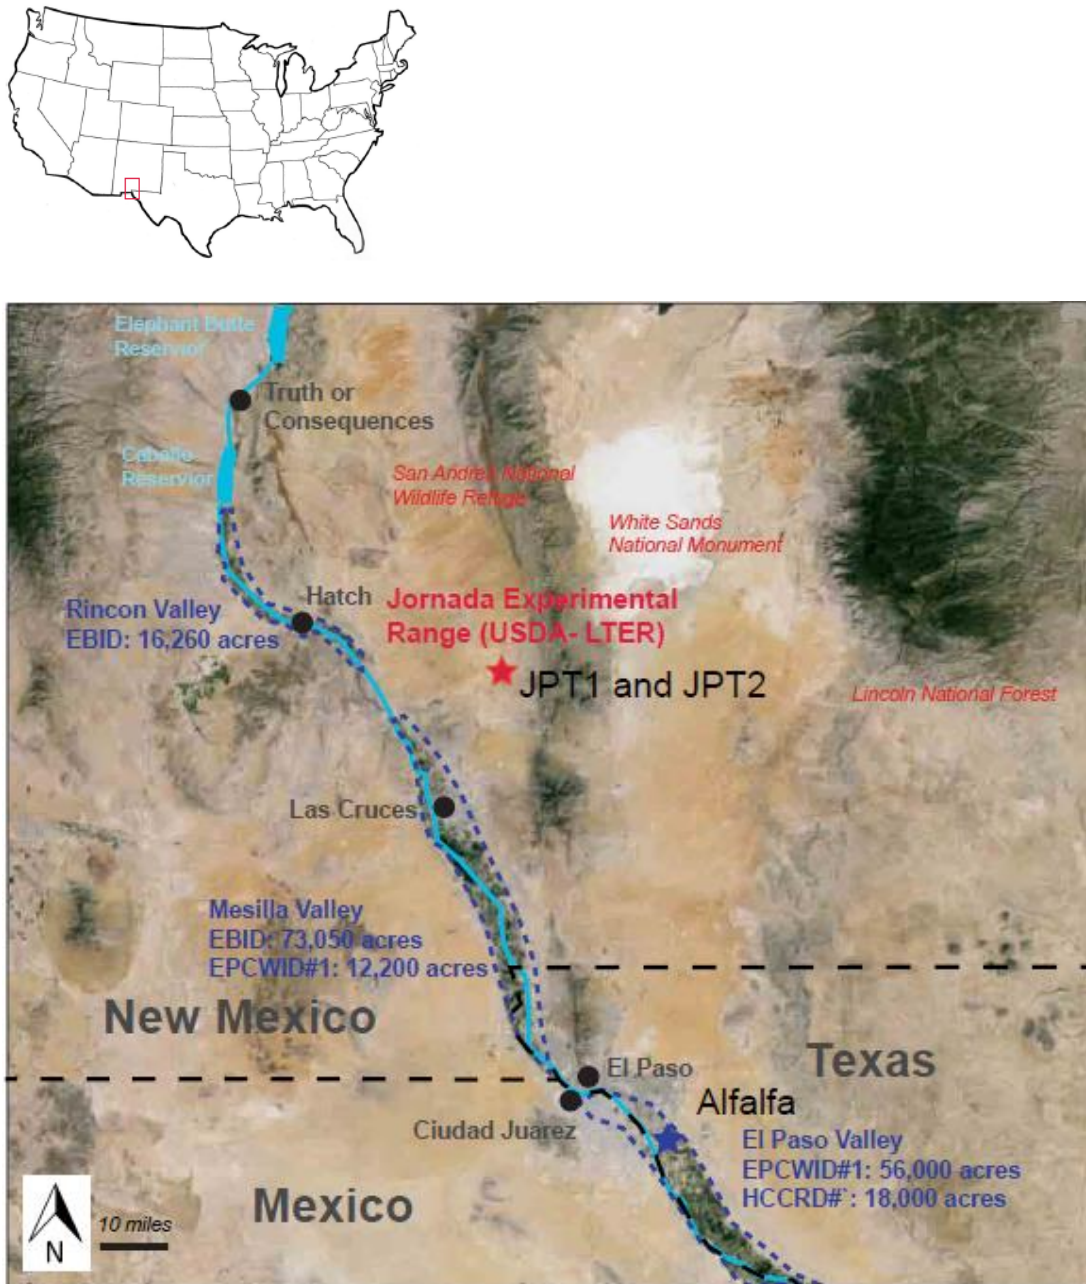 Elephant Butte
Reservior
Truth or
Consequences
Caballo
Reservior
San Andres National
Wildlife Refuge
White Sands
National Monument
Hatch
Jornada Experimental
Range (USDA- LTER)
Rincon Valley
EBID: 16,260 acres
JPT1 and JPT2
Lincoln National Forest
Las Cruces
Mesilla Valley
EBID: 73,050 acres
EPCWID#1: 12,200 acres
New Mexico
Texas
El Paso
Alfalfa
Ciudad Juarez
El Paso Valley
EPCWID#1: 56,000 acres
HCCRD#`: 18,000 acres
Mexico
10 miles
N